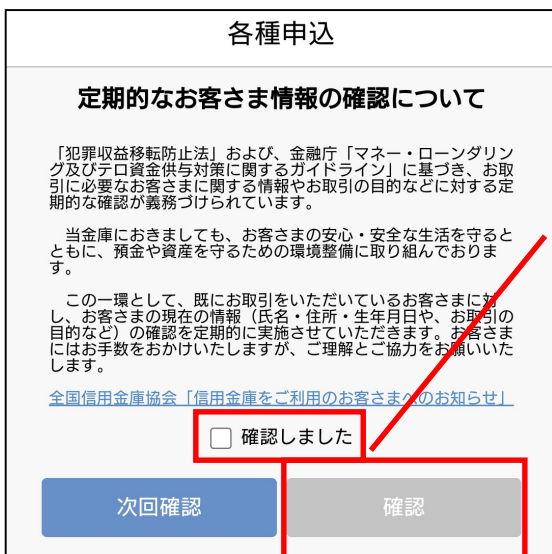 各種申込
定期的なお客さま情報の確認について
「犯罪収益移転防止法」および、金融庁「マネー・ローンダリン
グ及びテロ資金供与対策に関するガイドライン」に基づき、お取
引に必要なお客さまに関する情報やお取引の目的などに対する定
期的な確認が義務づけられています。
　当金庫におきましても、お客さまの安心・安全な生活を守ると
ともに、預金や資産を守るための環境整備に取り組んでおりま
す。
　この一環として、既にお取引をいただいているお客さまに対
し、お客さまの現在の情報（氏名・住所・生年月日や、お取引の
目的など）の確認を定期的に実施させていただきます。お客さま
にはお手数をおかけいたしますが、ご理解とご協力をお願いいた
します。
全国信用金庫協会「信用金庫をご利用のお客さまへのお知らせ」
確認しました
次回確認
確認